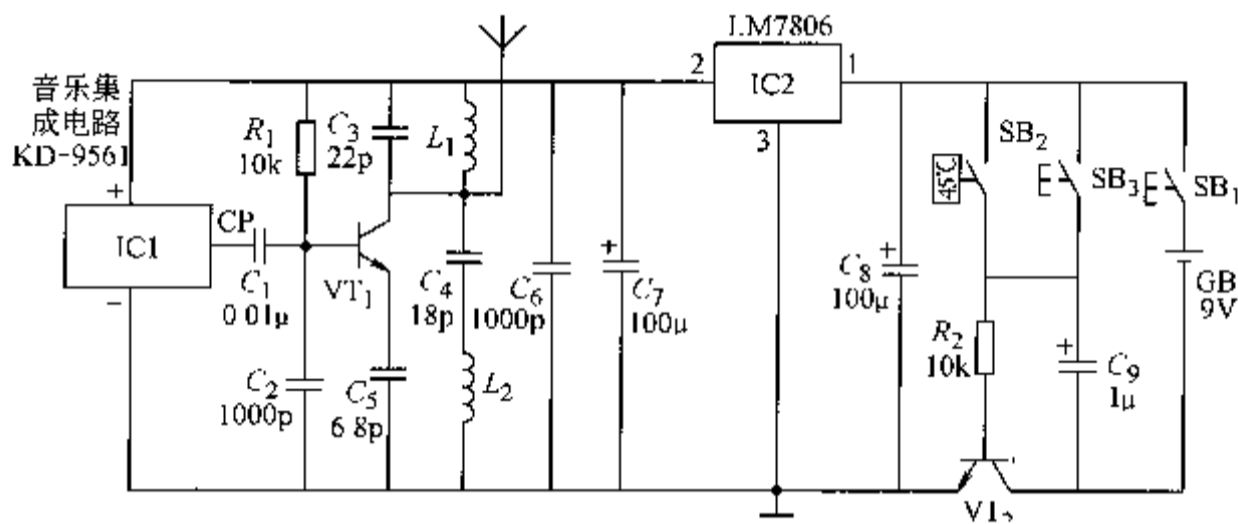 LM7806
音乐集
成电路
KD-9561
+
IC1
−
CP
C1
0 01μ
R1
10k
C3
22p
L1
VT1
C2
1000p
C5
6 8p
C4
18p
L2
C6
1000p
+
C7
100μ
2
IC2
1
3
+
C8
100μ
45℃
SB2
SB3
SB1
GB
9V
R2
10k
+
C9
1μ
VT2